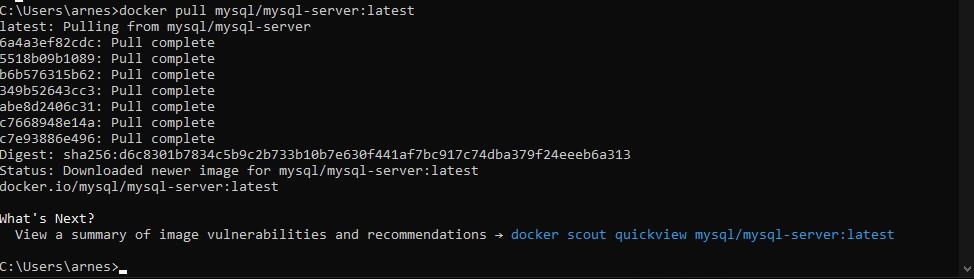 C:\Users\arnes>docker pull mysql/mysql-server:latest
latest: Pulling from mysql/mysql-server
6a4a3ef82cdc: Pull complete
5518b09b1089: Pull complete
b6b576315b62: Pull complete
349b52643cc3: Pull complete
abe8d2406c31: Pull complete
c7668948e14a: Pull complete
c7e93886e496: Pull complete
Digest: sha256:d6c8301b7834c5b9c2b733b10b7e630f441af7bc917c74dba379f24eeeb6a313
Status: Downloaded newer image for mysql/mysql-server:latest
docker.io/mysql/mysql-server:latest
What's Next?
View a summary of image vulnerabilities and recommendations → docker scout quickview mysql/mysql-server:latest
C:\Users\arnes>